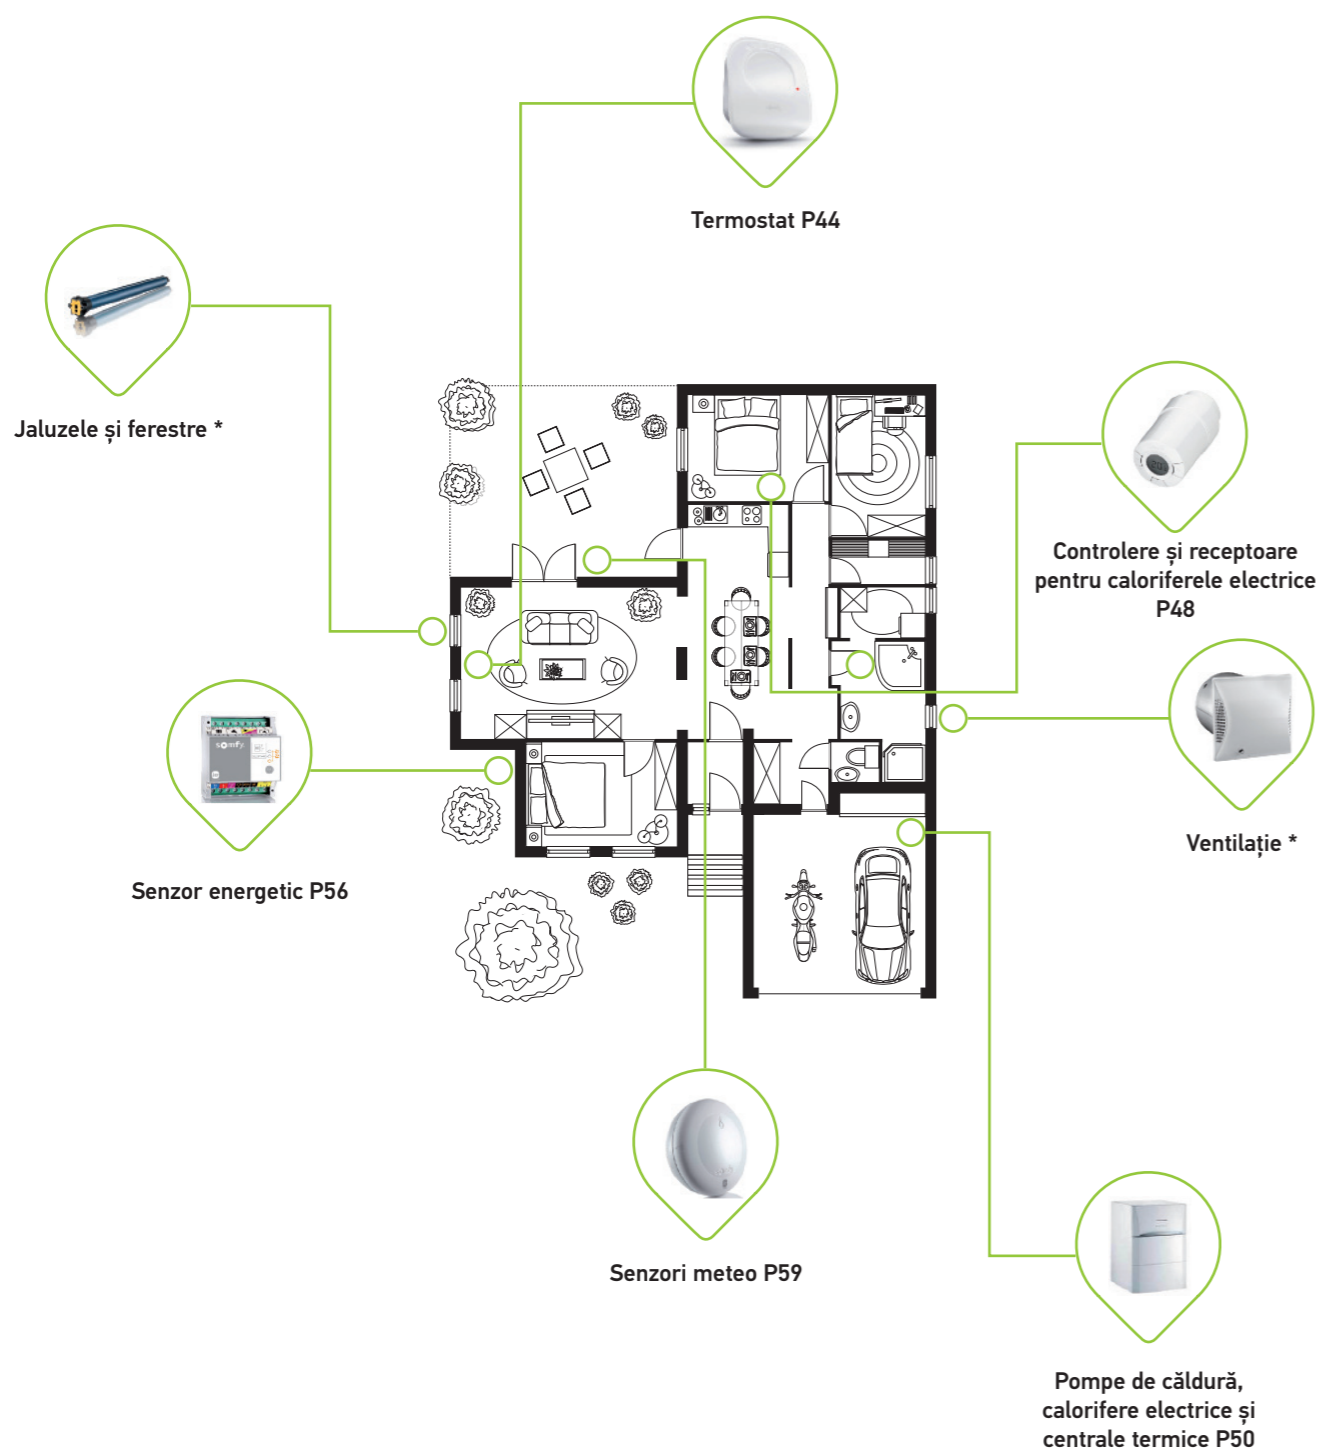 Termostat P44
Jaluzele și ferestre *
Controlere și receptoare
pentru caloriferele electrice
P48
somfy.
Senzor energetic P56
Ventilație *
Senzori meteo P59
Pompe de căldură,
calorifere electrice și
centrale termice P50